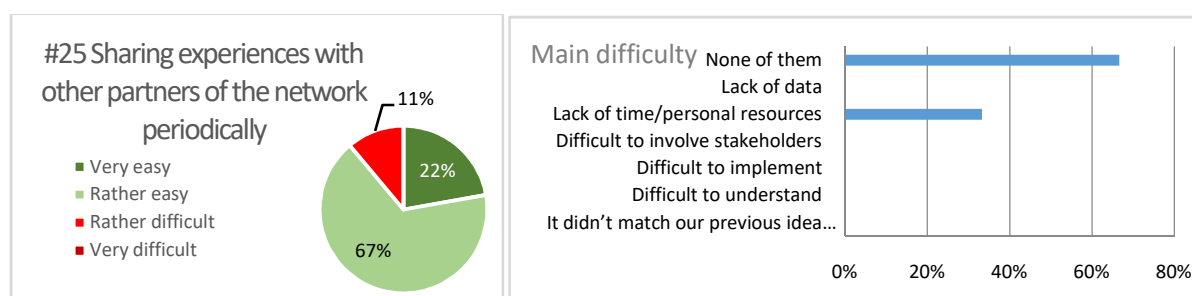 #25 Sharing experiences with
other partners of the network
periodically
Very easy
Rather easy
Rather difficult
Very difficult
11%
22%
67%
Main difficulty
None of them
Lack of data
Lack of time/personal resources
Difficult to involve stakeholders
Difficult to implement
Difficult to understand
It didn’t match our previous idea…
0% 20% 40% 60% 80%